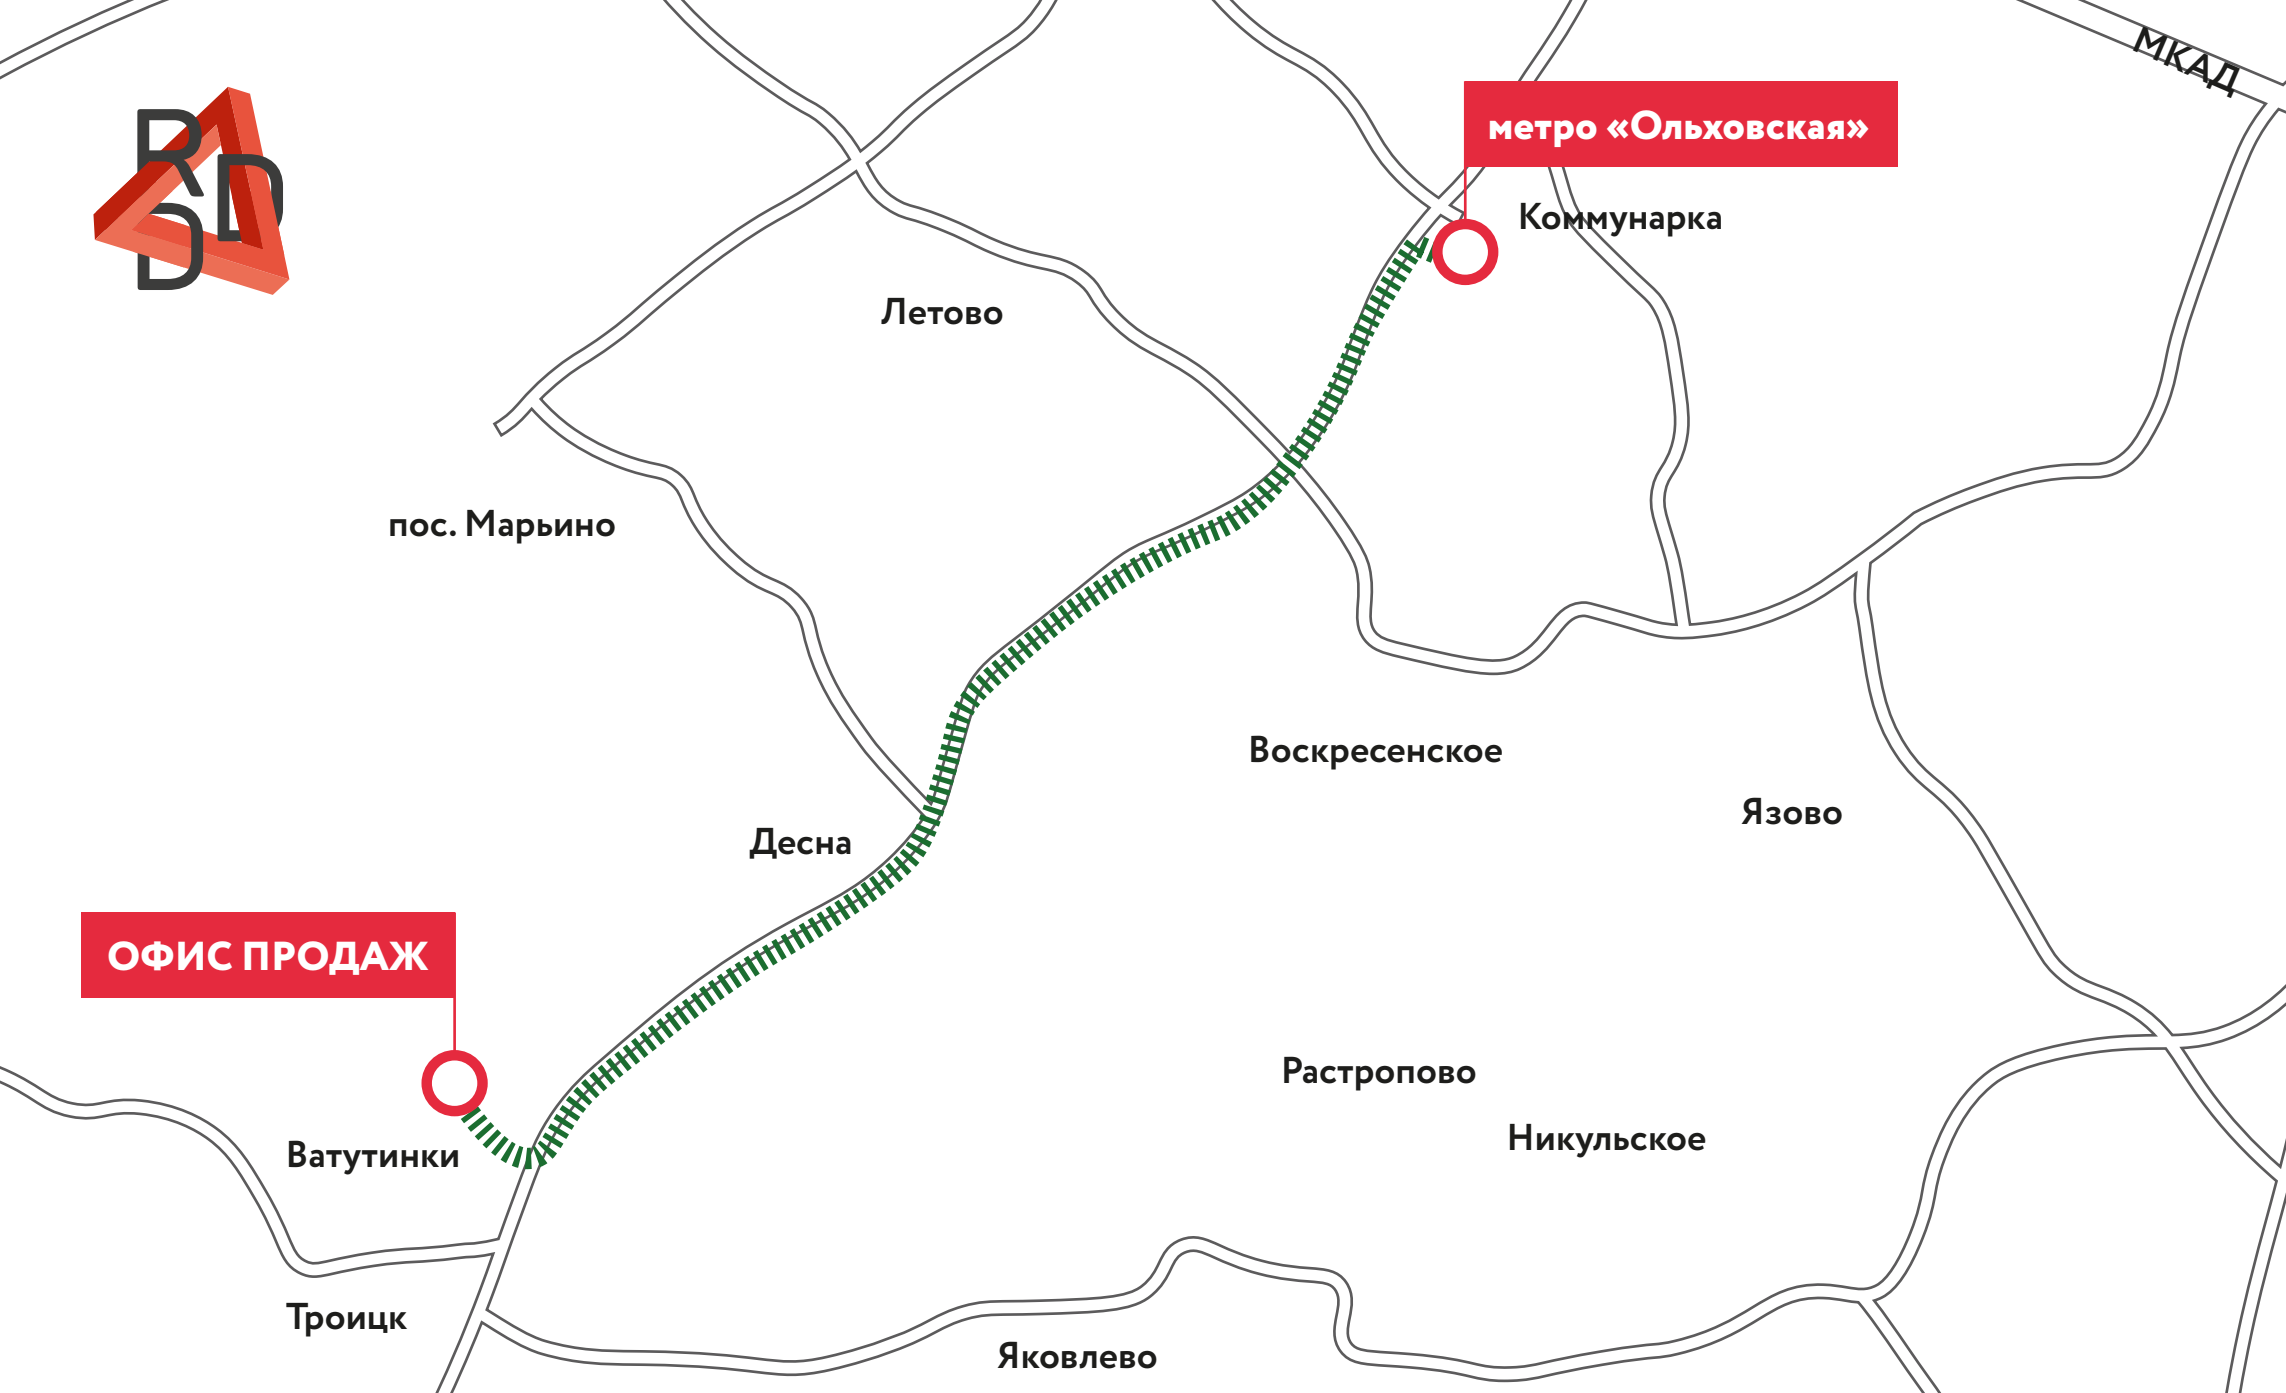 МКАД
RDD
метро «Ольховская»
Коммунарка
Летово
пос. Марьино
Воскресенское
Язово
Десна
ОФИС ПРОДАЖ
Растропово
Никульское
Ватутинки
Троицк
Яковлево